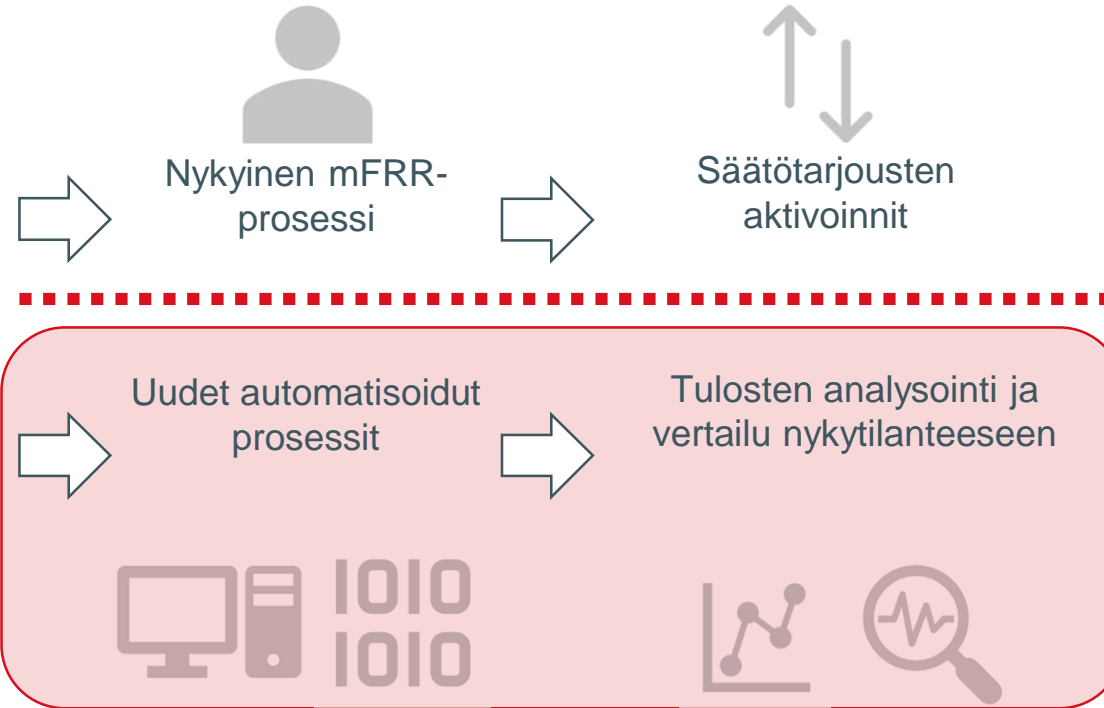 Nykyinen mFRR-
prosessi
Säätötarjousten
aktivoinnit
Uudet automatisoidut
prosessit
Tulosten analysointi ja
vertailu nykytilanteeseen
1010
1010